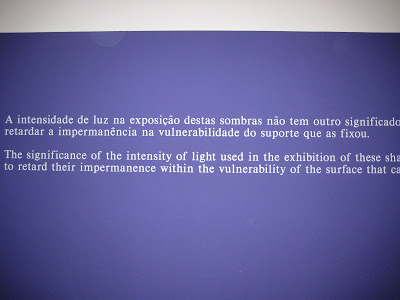 A intensidade de luz na exposição destas sombras não tem outro significado
retardar a impermanência na vulnerabilidade do suporte que as fixou.
The significance of the intensity of light used in the exhibition of these
to retard their impermanence within the vulnerability of the surface that